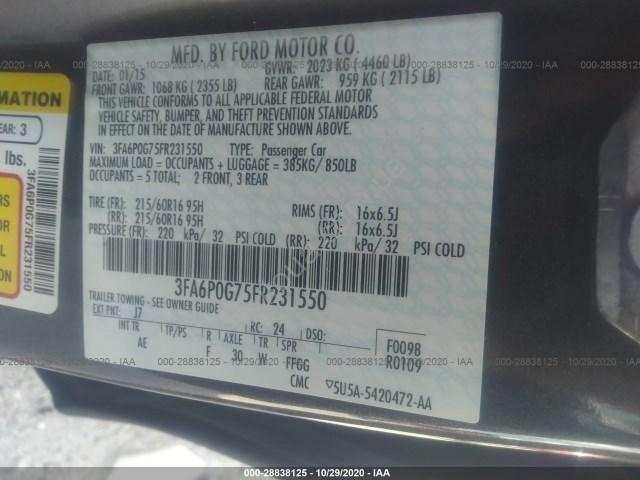 MFD. BY FORD MOTOR CO.
DATE: 01/15 GVWR: 2023 KG ( 4460 LB)
FRONT GAWR: 1068 KG ( 2355 LB) REAR GAWR: 959 KG ( 2115 LB)
THIS VEHICLE CONFORMS TO ALL APPLICABLE FEDERAL MOTOR
VEHICLE SAFETY, BUMPER, AND THEFT PREVENTION STANDARDS
IN EFFECT ON THE DATE OF MANUFACTURE SHOWN ABOVE.
VIN: 3FA6P0G75FR231550 TYPE: Passenger Car
MAXIMUM LOAD = OCCUPANTS + LUGGAGE = 385KG/ 850LB
OCCUPANTS = 5 TOTAL; 2 FRONT, 3 REAR
TIRE (FR): 215/60R16 95H RIMS (FR): 16x6.5J
(RR): 215/60R16 95H (RR): 16x6.5J
PRESSURE (FR): 220 kPa/ 32 PSI COLD (RR): 220 kPa/ 32 PSI COLD
3FA6P0G75FR231550
TRAILER TOWING - SEE OWNER GUIDE
EXT PNT: J7 RC: 24 DSO:
INT TR TP/PS R AXLE TR SPR F009B
AE F 30 W FFGG R0109
CMC 5U5A-5420472-AA
RMATION
EAR: 3
lbs.
3FA6P0G75FR231550
000-28838125 - 10/29/2020 - IAA